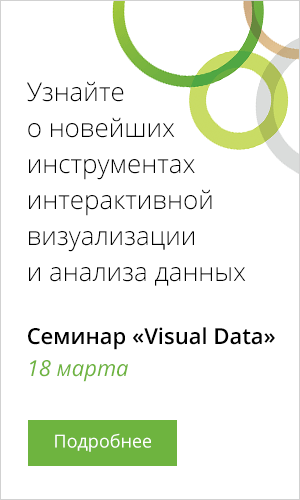 Узнайте
о новейших
инструментах
интерактивной
визуализации
и анализа данных
Семинар «Visual Data»
18 марта
Подробнее